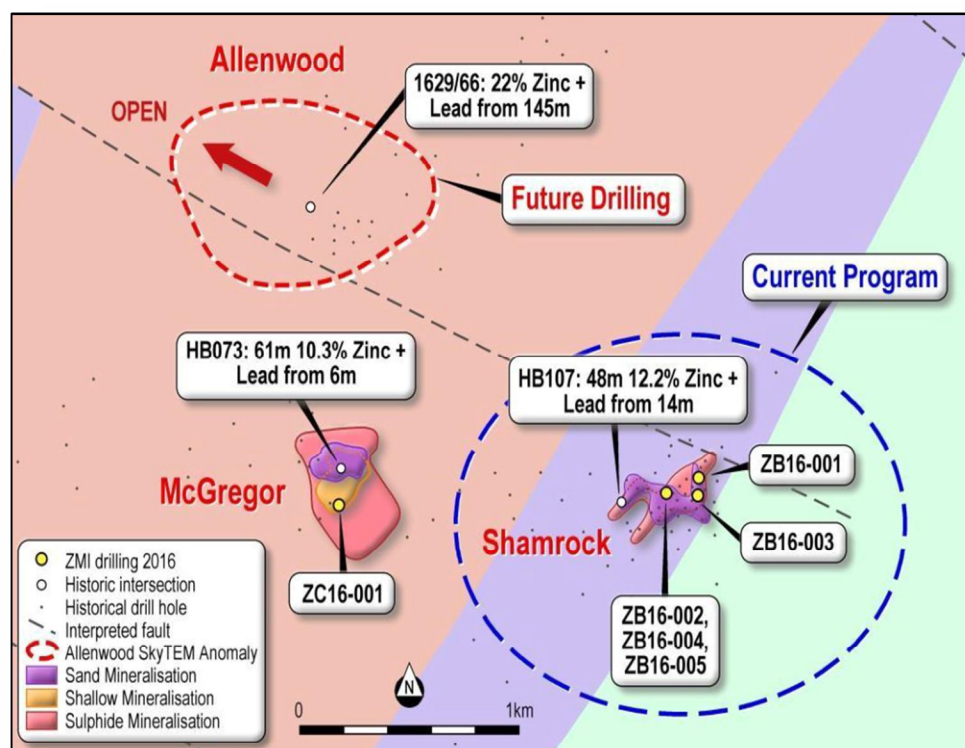 Allenwood
1629/66: 22% Zinc +
Lead from 145m
OPEN
Future Drilling
Current Program
HB073: 61m 10.3% Zinc +
Lead from 6m
HB107: 48m 12.2% Zinc +
Lead from 14m
ZB16-001
McGregor
Shamrock
ZB16-003
ZC16-001
ZB16-002,
ZB16-004,
ZB16-005
ZMI drilling 2016
Historic intersection
Historical drill hole
Interpreted fault
Allenwood SkyTEM Anomaly
Sand Mineralisation
Shallow Mineralisation
Sulphide Mineralisation
N
0 1km